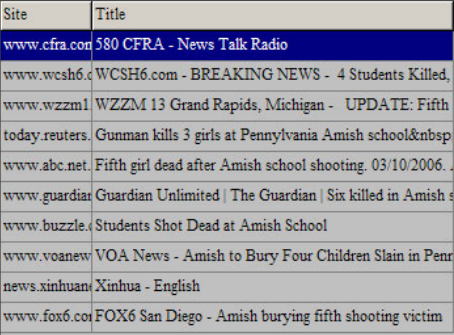 Site Title
www.cfra.com 580 CFRA - News Talk Radio
www.wcsh6.c WCSH6.com - BREAKING NEWS - 4 Students Killed,
www.wzzm1 WZZM 13 Grand Rapids, Michigan - UPDATE: Fifth
today.reuters. Gunman kills 3 girls at Pennsylvania Amish school&nbsp
www.abc.net. Fifth girl dead after Amish school shooting. 03/10/2006. .
www.guardian Guardian Unlimited | The Guardian | Six killed in Amish s
www.buzzle.c Students Shot Dead at Amish School
www.voanew VOA News - Amish to Bury Four Children Slain in Penn
news.xinhuane Xinhua - English
www.fox6.co FOX6 San Diego - Amish burying fifth shooting victim